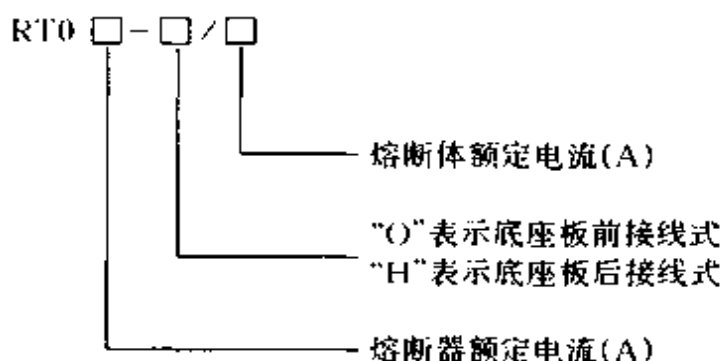 RT0 □-□/□
熔断体额定电流(A)
"O"表示底座板前接线式
"H"表示底座板后接线式
熔断器额定电流(A)